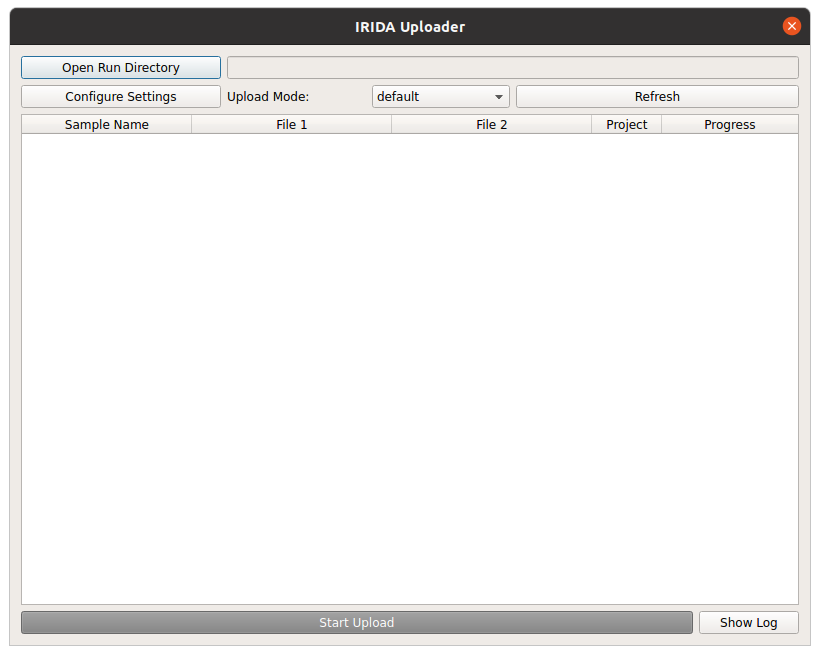 IRIDA Uploader
Open Run Directory
Configure Settings Upload Mode: default Refresh
Sample Name File 1 File 2 Project Progress
Start Upload Show Log